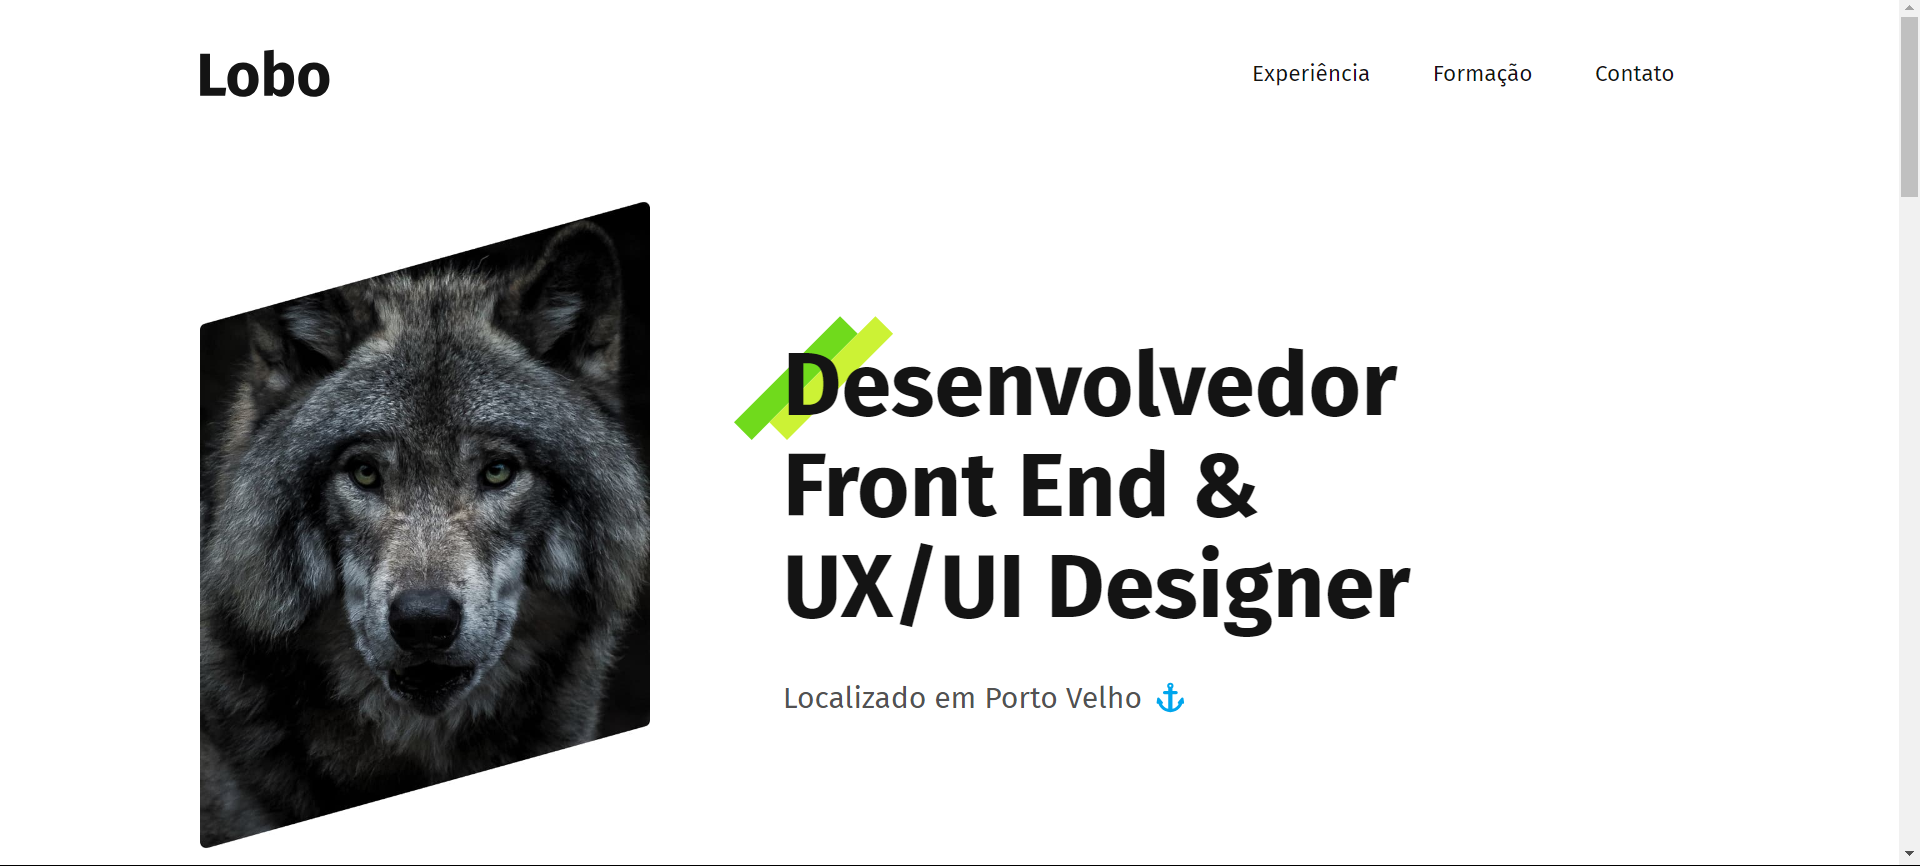 Lobo
Experiência
Formação
Contato
Desenvolvedor
Front End &
UX/UI Designer
Localizado em Porto Velho